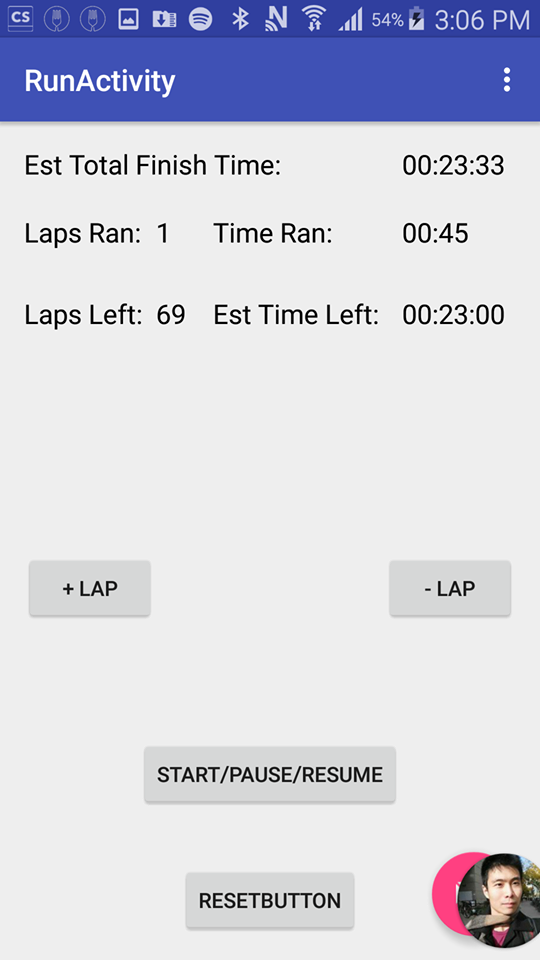 CS 54% 3:06 PM
RunActivity
Est Total Finish Time: 00:23:33
Laps Ran: 1 Time Ran: 00:45
Laps Left: 69 Est Time Left: 00:23:00
+ LAP - LAP
START/PAUSE/RESUME
RESETBUTTON